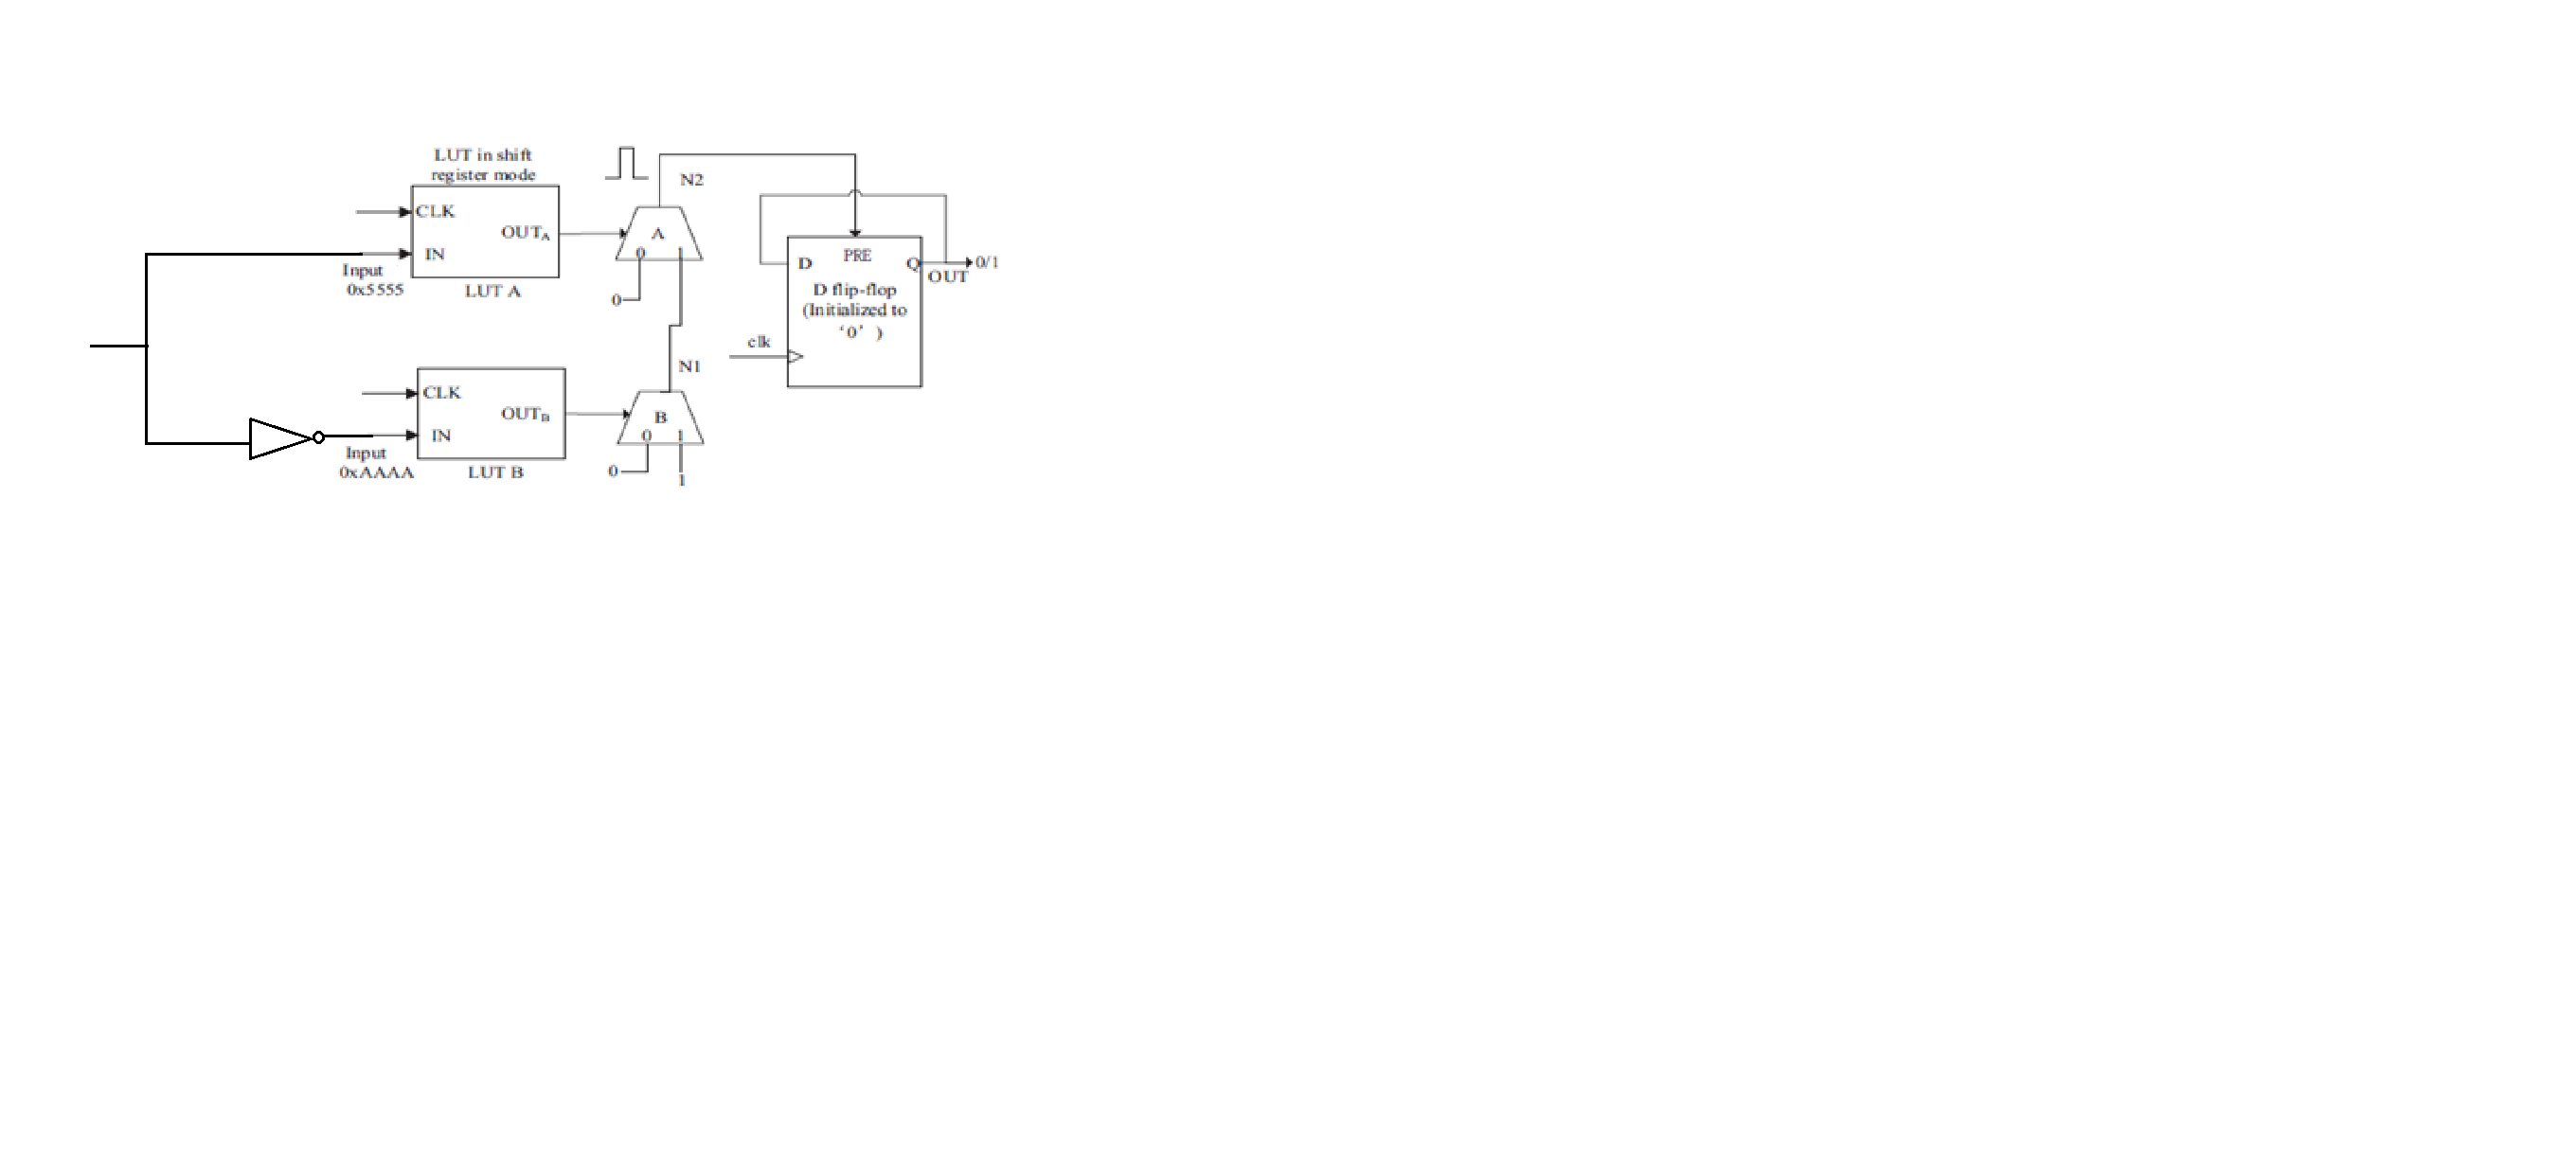 LUT in shift
register mode
CLK
OUTA
IN
Input
0x5555
LUT A
A
0 1
0
N2
PRE
D Q
OUT
0/1
D flip-flop
(Initialized to
‘0’ )
clk
N1
CLK
OUTB
IN
Input
0xAAAA
LUT B
B
0 1
0
1